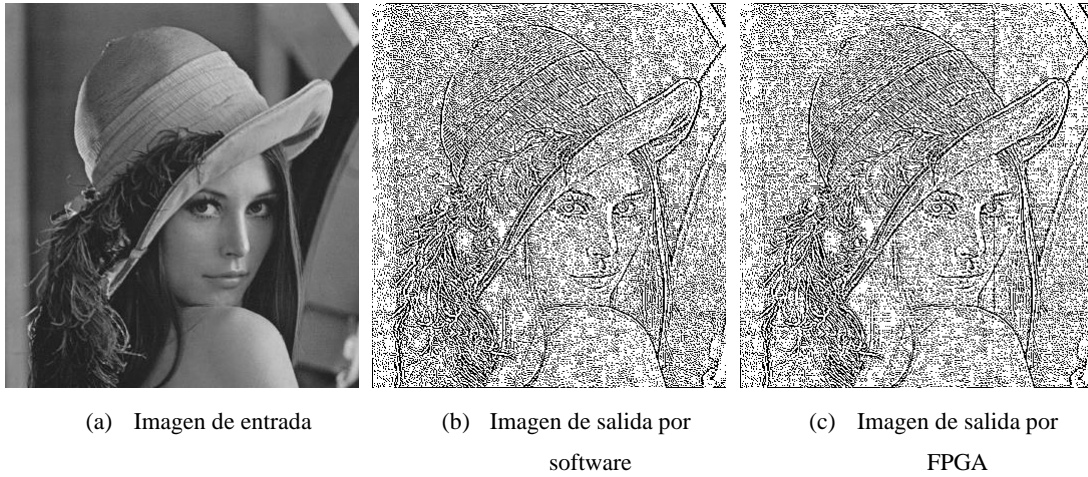 (a) Imagen de entrada
(b) Imagen de salida por
software
(c) Imagen de salida por
FPGA